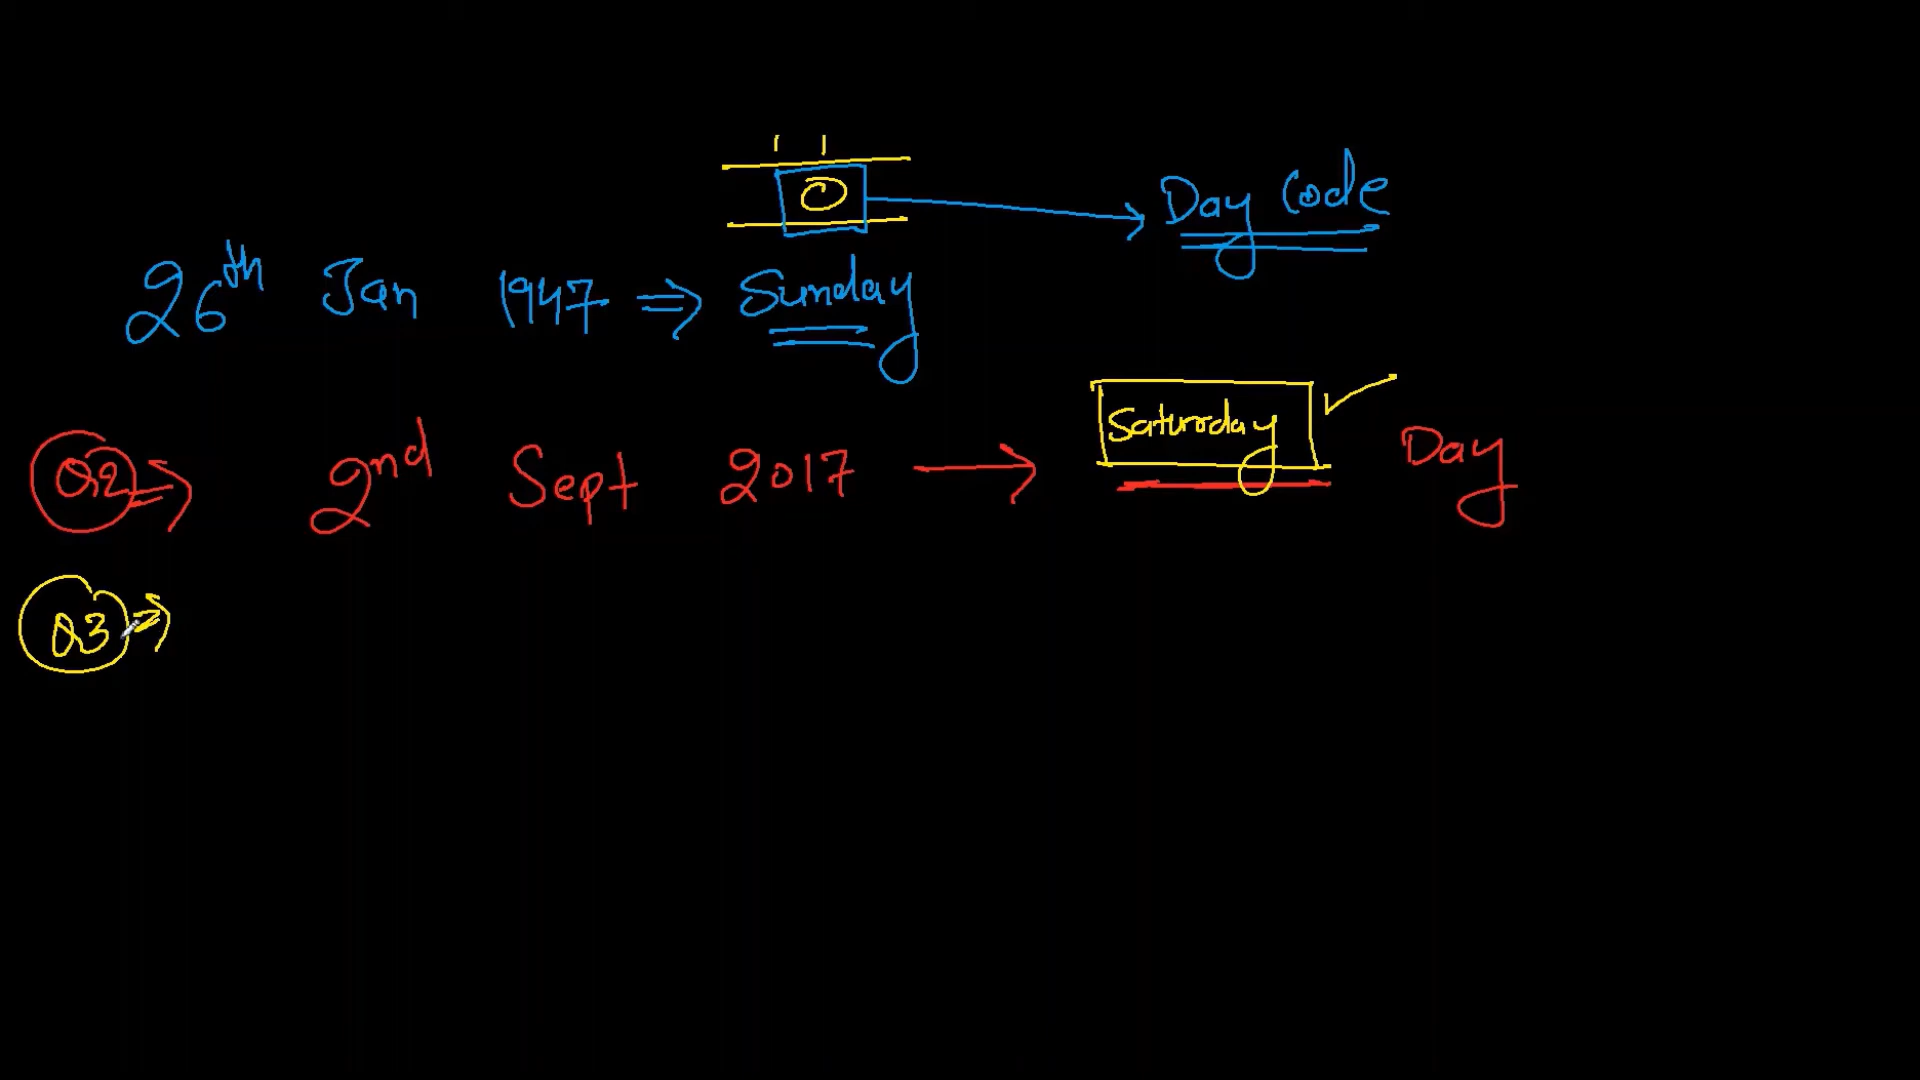 0
Day Code
26th Jan 1947 ⇒ Sunday
Saturday ✓
Q2 ⇒ 2nd Sept 2017 → Day
Q3 ⇒